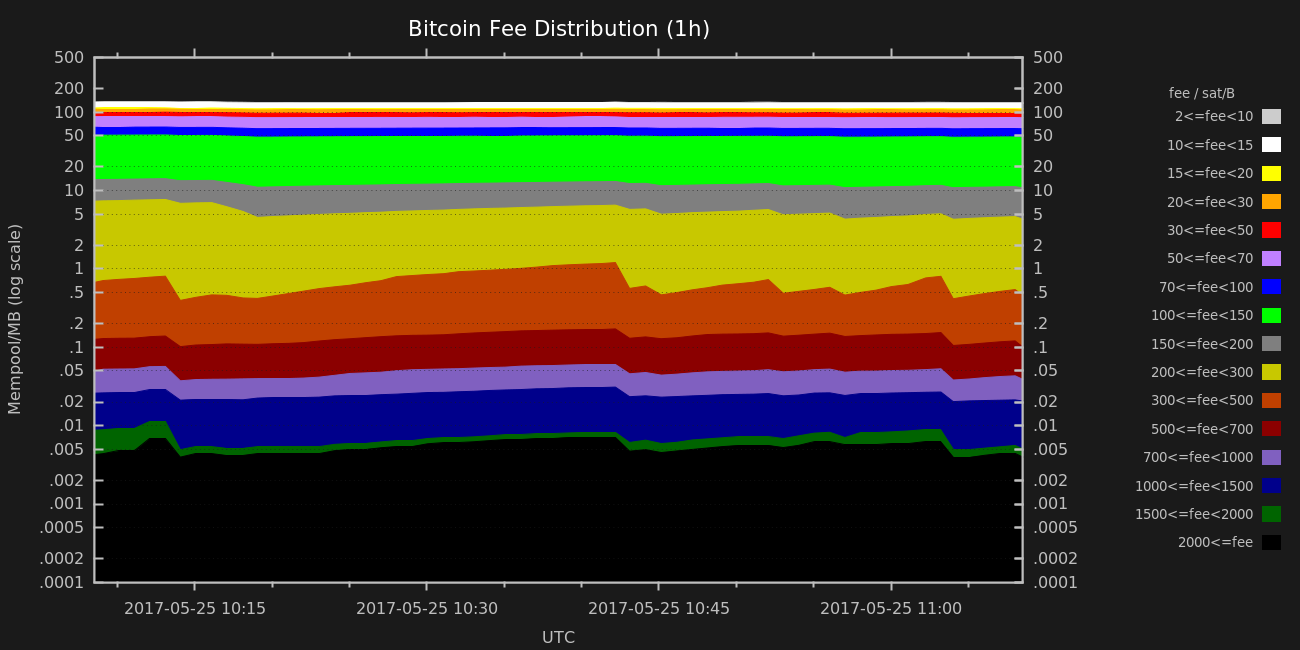 Bitcoin Fee Distribution (1h)
500
200
100
50
20
10
5
2
1
.5
.2
.1
.05
.02
.01
.005
.002
.001
.0005
.0002
.0001
Mempool/MB (log scale)
500
200
100
50
20
10
5
2
1
.5
.2
.1
.05
.02
.01
.005
.002
.001
.0005
.0002
.0001
2017-05-25 10:15
2017-05-25 10:30
2017-05-25 10:45
2017-05-25 11:00
UTC
fee / sat/B
2<=fee<10
10<=fee<15
15<=fee<20
20<=fee<30
30<=fee<50
50<=fee<70
70<=fee<100
100<=fee<150
150<=fee<200
200<=fee<300
300<=fee<500
500<=fee<700
700<=fee<1000
1000<=fee<1500
1500<=fee<2000
2000<=fee